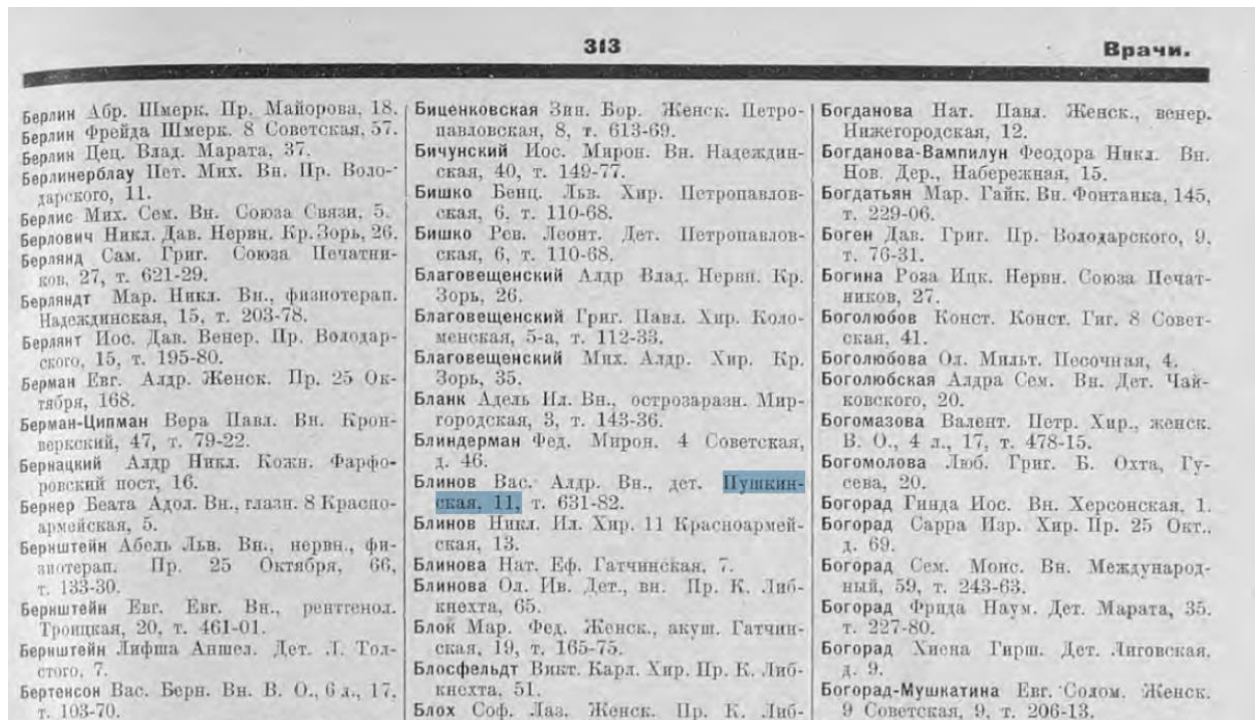 313
Врачи.
Берлин Абр. Шмерк. Пр. Майорова, 18.
Берлин Фрейда Шмерк. 8 Советская, 57.
Берлин Цец. Влад. Марата, 37.
Берлинерблау Пет. Мих. Вн. Пр. Воло-
дарского, 11.
Берлис Мих. Сем. Вн. Союза Связи, 5.
Берлович Никл. Дав. Нервн. Кр. Зорь, 26.
Берлянд Сам. Григ. Союза Печатни-
ков, 27, т. 621-29.
Берляндт Мар. Никл. Вн., физиотерап.
Надеждинская, 15, т. 203-78.
Берлянт Иос. Дав. Венер. Пр. Володар-
ского, 15, т. 195-80.
Берман Евг. Алдр. Женск. Пр. 25 Ок-
тября, 168.
Берман-Ципман Вера Павл. Вн. Крон-
веркский, 47, т. 79-22.
Бернацкий Алдр Никл. Кожн. Фарфо-
ровский пост, 16.
Бернер Беата Адол. Вн., глазн. 8 Красно-
армейская, 5.
Бернштейн Абель Льв. Вн., нервн., фи-
зиотерап. Пр. 25 Октября, 66,
т. 133-30.
Бернштейн Евг. Евг. Вн., рентгенол.
Троицкая, 20, т. 461-01.
Бернштейн Лифша Аншел. Дет. Л. Тол-
стого, 7.
Бертенсон Вас. Берн. Вн. В. О., 6 л., 17,
т. 103-70.
Биценковская Зин. Бор. Женск. Петро-
павловская, 8, т. 613-69.
Бичунский Иос. Мирон. Вн. Надеждин-
ская, 40, т. 149-77.
Бишко Бенц. Льв. Хир. Петропавлов-
ская, 6, т. 110-68.
Бишко Рев. Леонт. Дет. Петропавлов-
ская, 6, т. 110-68.
Благовещенский Алдр Влад. Нервн. Кр.
Зорь, 26.
Благовещенский Григ. Павл. Хир. Коло-
менская, 5-а, т. 112-33.
Благовещенский Мих. Алдр. Хир. Кр.
Зорь, 35.
Бланк Адель Ил. Вн., острозаразн. Мир-
городская, 3, т. 143-36.
Блиндерман Фед. Мирон. 4 Советская,
д. 46.
Блинов Вас. Алдр. Вн., дет. Пушкин-
ская, 11, т. 631-82.
Блинов Никл. Ил. Хир. 11 Красноармей-
ская, 13.
Блинова Нат. Еф. Гатчинская, 7.
Блинова Ол. Ив. Дет., вн. Пр. К. Либ-
кнехта, 65.
Блок Мар. Фед. Женск., акуш. Гатчин-
ская, 19, т. 165-75.
Блосфельдт Викт. Карл. Хир. Пр. К. Либ-
кнехта, 51.
Блох Соф. Лаз. Женск. Пр. К. Либ-
Богданова Нат. Павл. Женск., венер.
Нижегородская, 12.
Богданова-Вампилун Феодора Никл. Вн.
Нов. Дер., Набережная, 15.
Богдатьян Мар. Гайк. Вн. Фонтанка, 145,
т. 229-06.
Боген Дав. Григ. Пр. Володарского, 9,
т. 76-31.
Богина Роза Ицк. Нервн. Союза Печат-
ников, 27.
Боголюбов Конст. Конст. Гиг. 8 Совет-
ская, 41.
Боголюбова Ол. Мильт. Песочная, 4.
Боголюбская Алдра Сем. Вн. Дет. Чай-
ковского, 20.
Богомазова Валент. Петр. Хир., женск.
В. О., 4 л., 17, т. 478-15.
Богомолова Люб. Григ. Б. Охта, Гу-
сева, 20.
Богорад Гинда Иос. Вн. Херсонская, 1.
Богорад Сарра Изр. Хир. Пр. 25 Окт.,
д. 69.
Богорад Сем. Моис. Вн. Международ-
ный, 59, т. 243-63.
Богорад Фрида Наум. Дет. Марата, 35.
т. 227-80.
Богорад Хиена Гирш. Дет. Лиговская,
д. 9.
Богорад-Мушкатина Евг. Солом. Женск.
9 Советская, 9, т. 206-13.